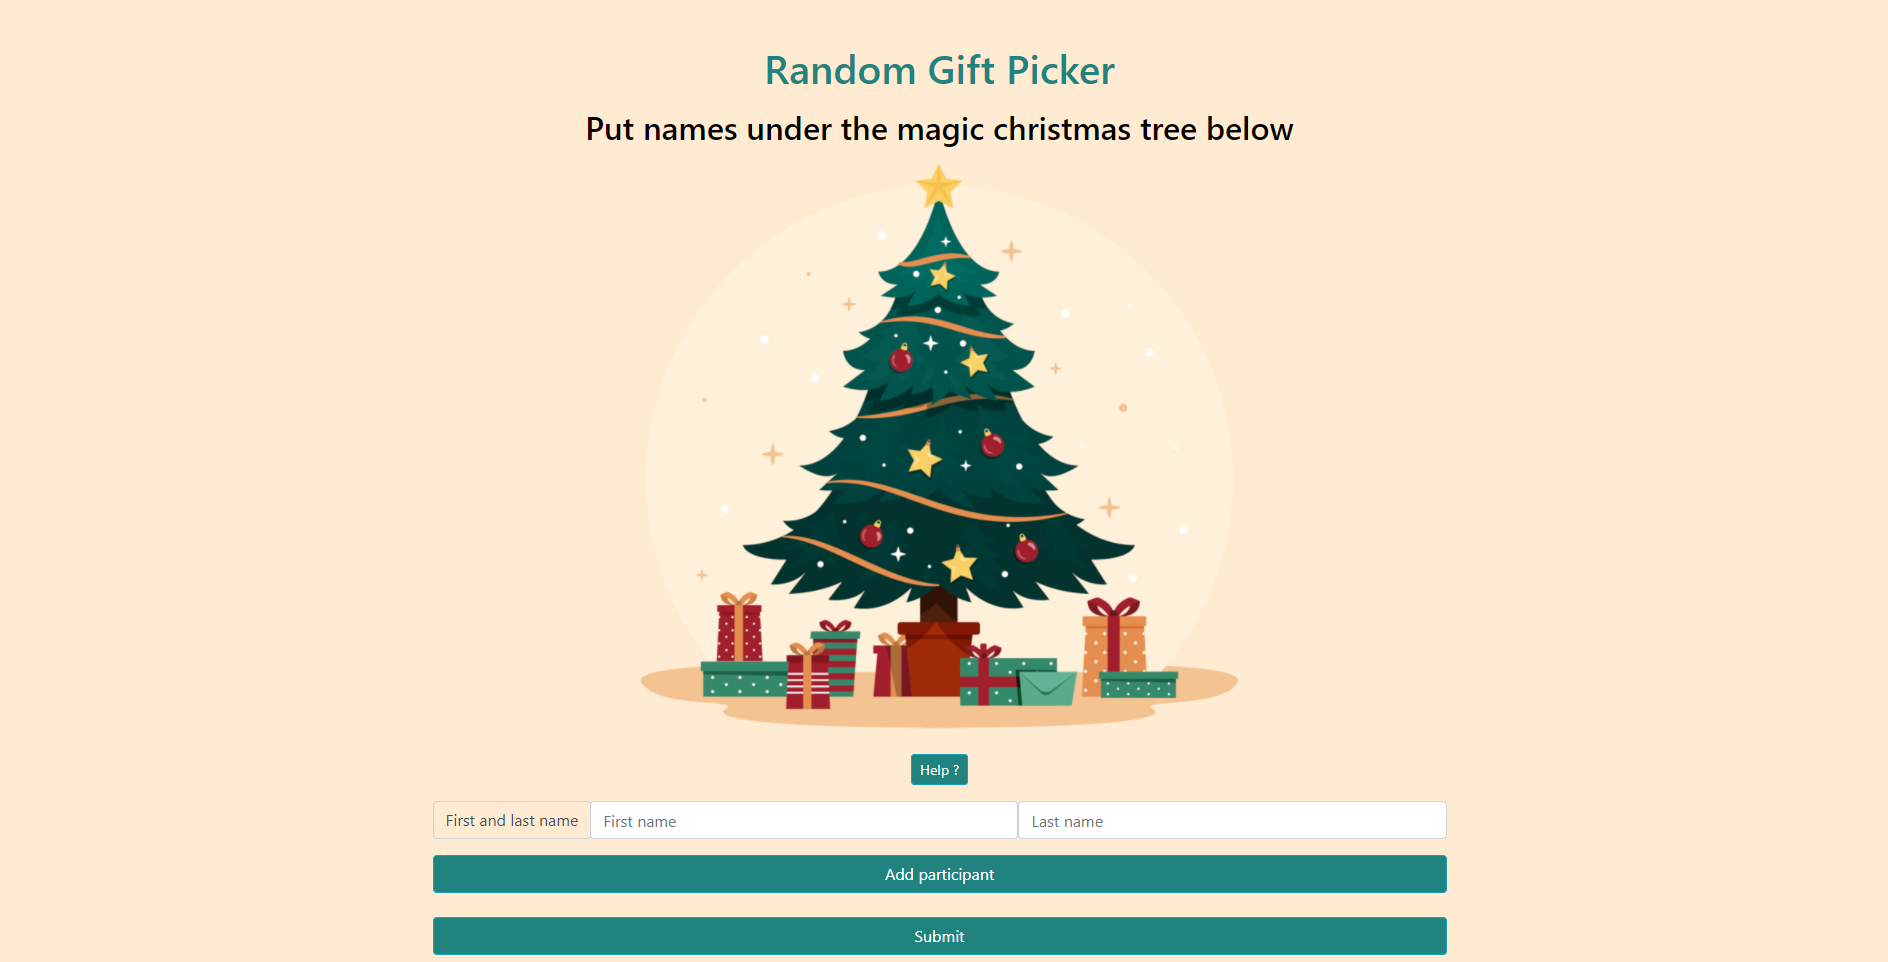 Random Gift Picker
Put names under the magic christmas tree below
Help ?
First and last name First name Last name
Add participant
Submit